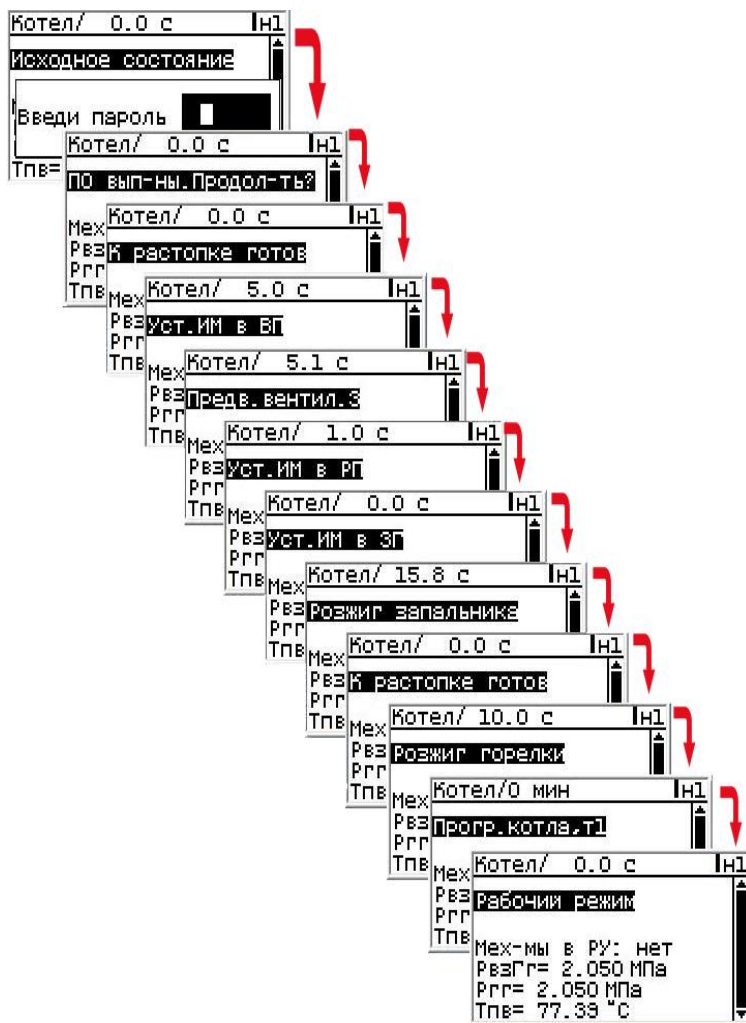 Котел/ 0.0 с Н1
Исходное состояние
Введи пароль
Тпв=
Котел/ 0.0 с Н1
ПО вып-ны.Продол-ть?
Мех
Рвз
Ргг
Тпв
Котел/ 0.0 с Н1
К растопке готов
Мех
Рвз
Ргг
Тпв
Котел/ 5.0 с Н1
Уст.ИМ в ВП
Мех
Рвз
Ргг
Тпв
Котел/ 5.1 с Н1
Предв.вентил.3
Мех
Рвз
Ргг
Тпв
Котел/ 1.0 с Н1
Уст.ИМ в РП
Мех
Рвз
Ргг
Тпв
Котел/ 0.0 с Н1
Уст.ИМ в ЗП
Мех
Рвз
Ргг
Тпв
Котел/ 15.8 с Н1
Розжиг запальника
Мех
Рвз
Ргг
Тпв
Котел/ 0.0 с Н1
К растопке готов
Мех
Рвз
Ргг
Тпв
Котел/ 10.0 с Н1
Розжиг горелки
Мех
Рвз
Ргг
Тпв
Котел/0 мин Н1
Прогр.котла,т1
Мех
Рвз
Ргг
Тпв
Котел/ 0.0 с Н1
Рабочий режим
Мех-мы в РУ: нет
РвзГг= 2.050 МПа
Ргг= 2.050 МПа
Тпв= 77.39 °C